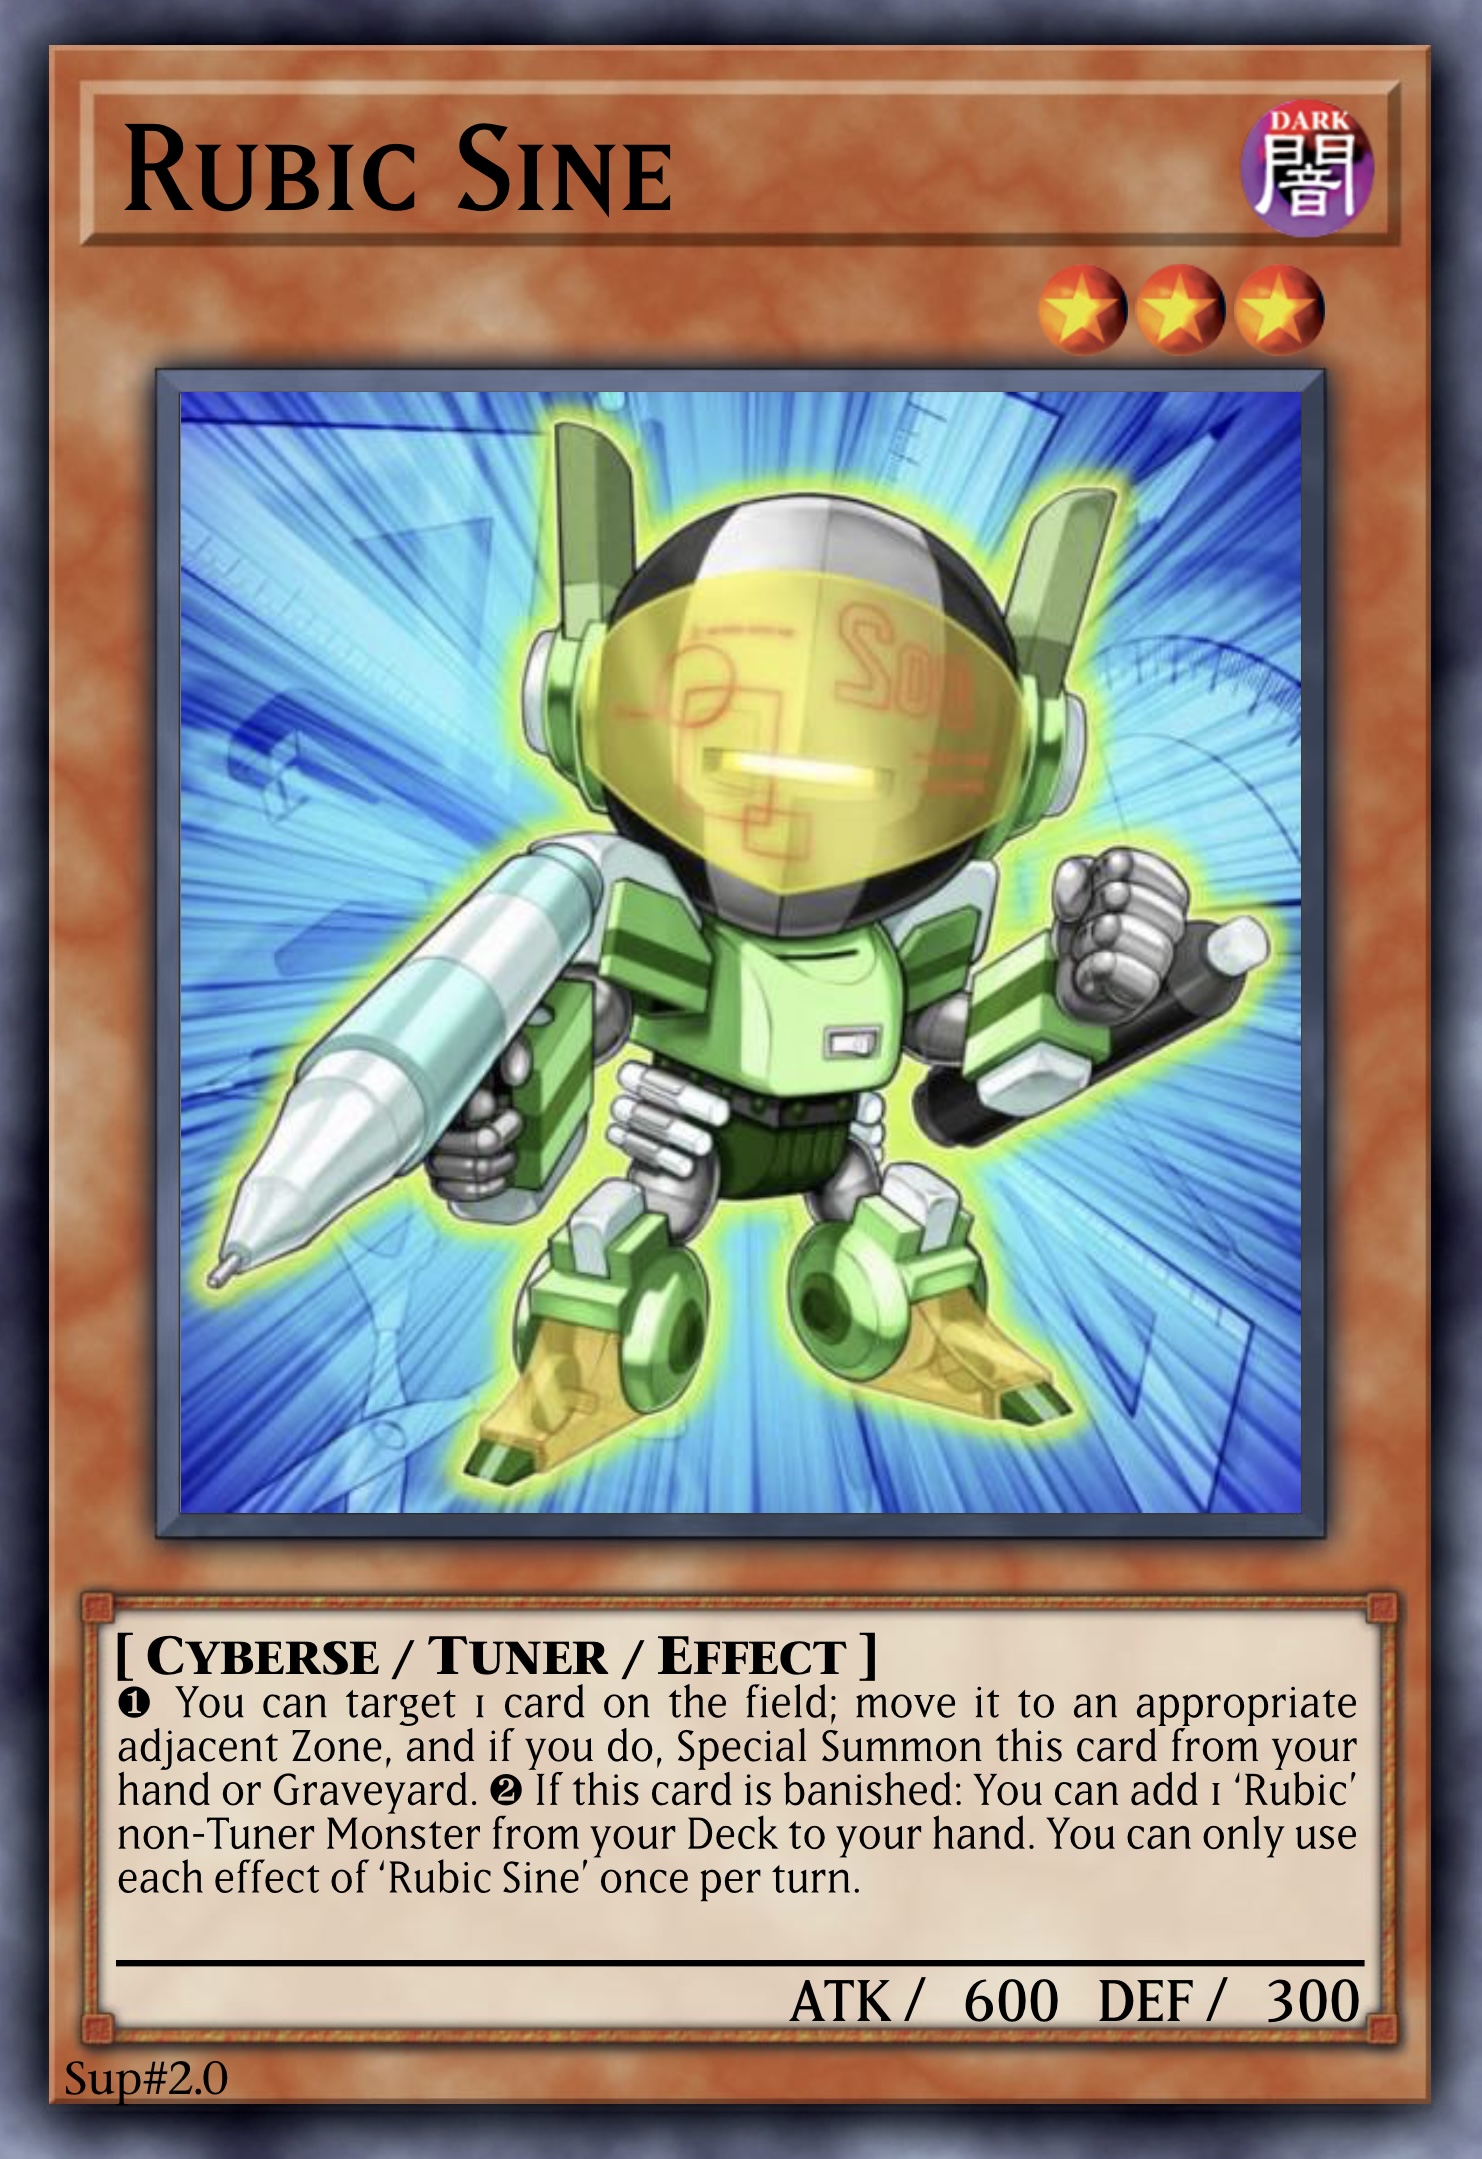 Rubic Sine
DARK
闇
002
[ Cyberse / Tuner / Effect ]
❶ You can target 1 card on the field; move it to an appropriate
adjacent Zone, and if you do, Special Summon this card from your
hand or Graveyard. ❷ If this card is banished: You can add 1 ‘Rubic’
non-Tuner Monster from your Deck to your hand. You can only use
each effect of ‘Rubic Sine’ once per turn.
ATK / 600 DEF / 300
Sup#2.0